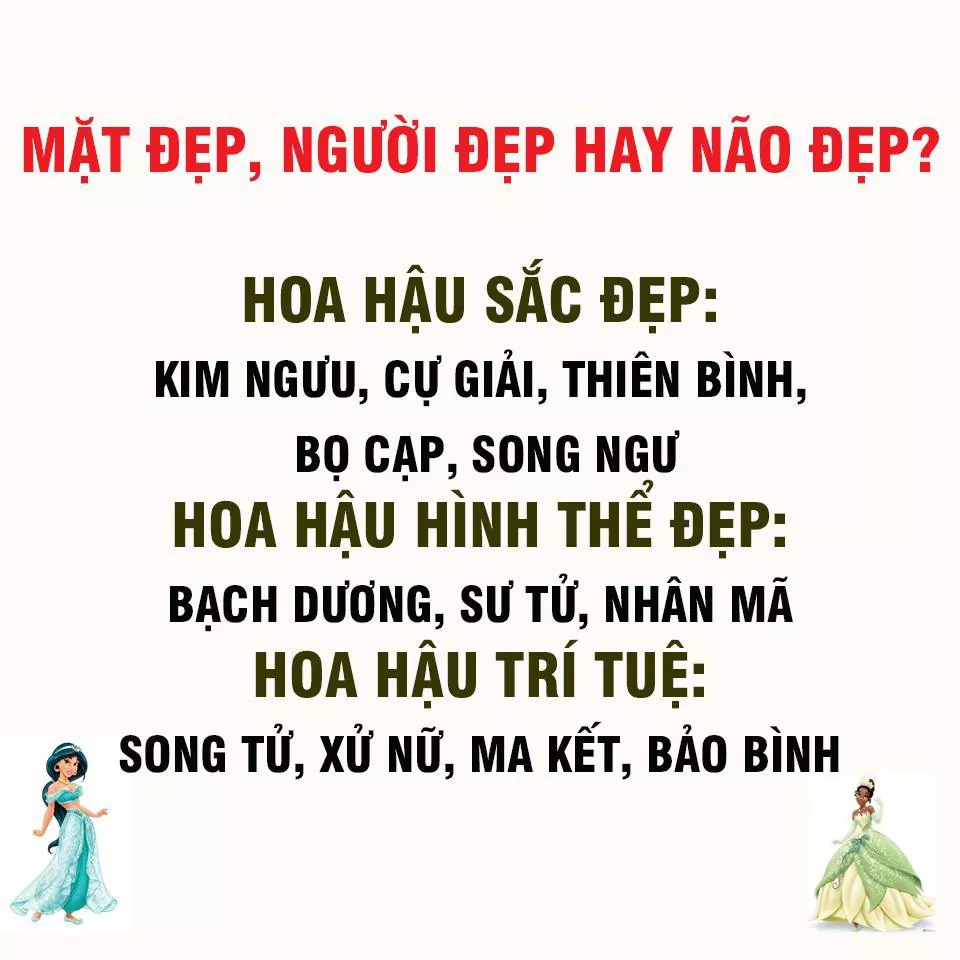 MẶT ĐẸP, NGƯỜI ĐẸP HAY NÃO ĐẸP?
HOA HẬU SẮC ĐẸP:
KIM NGƯU, CỰ GIẢI, THIÊN BÌNH,
BỌ CẠP, SONG NGƯ
HOA HẬU HÌNH THỂ ĐẸP:
BẠCH DƯƠNG, SƯ TỬ, NHÂN MÃ
HOA HẬU TRÍ TUỆ:
SONG TỬ, XỬ NỮ, MA KẾT, BẢO BÌNH